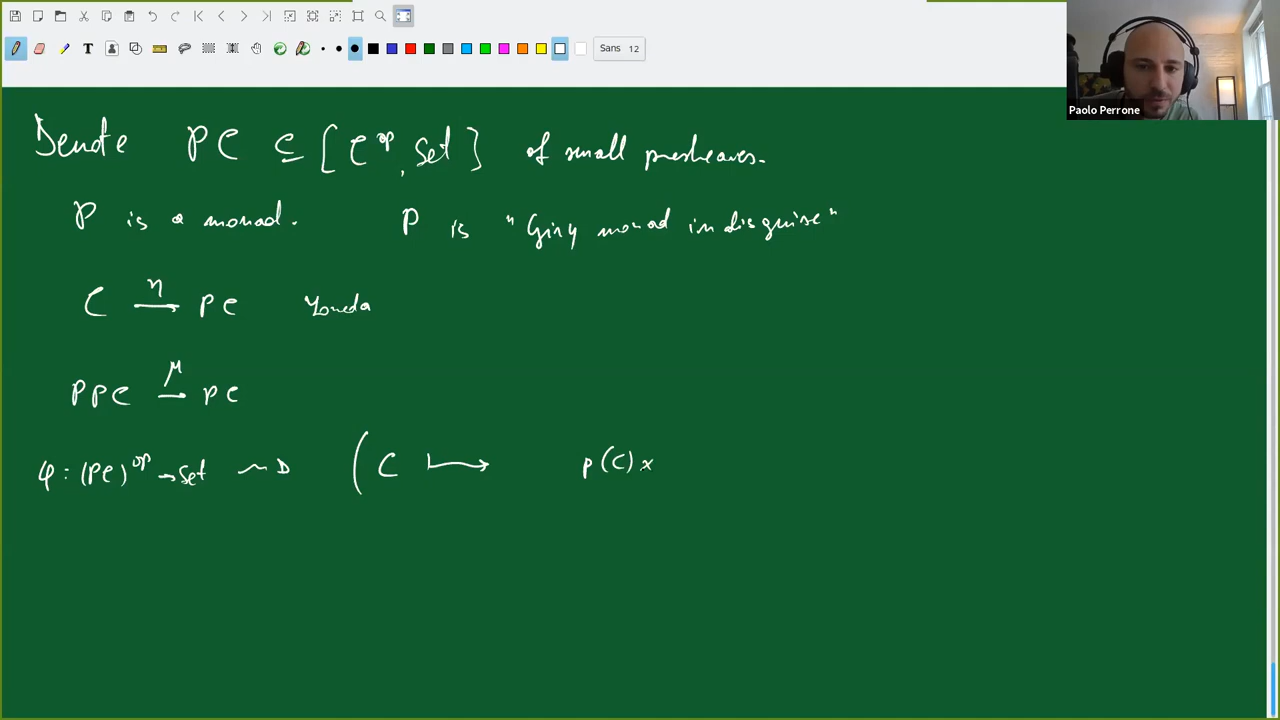 Sans 12
Paolo Perrone
Denote PC ⊆ [C^op, Set] of small presheaves.
P is a monad. P is "Giry monad in disguise"
C —η→ PC Yoneda
PPC —μ→ PC
φ : (PC)^op → Set ⇝ (C ↦ p(C) ×